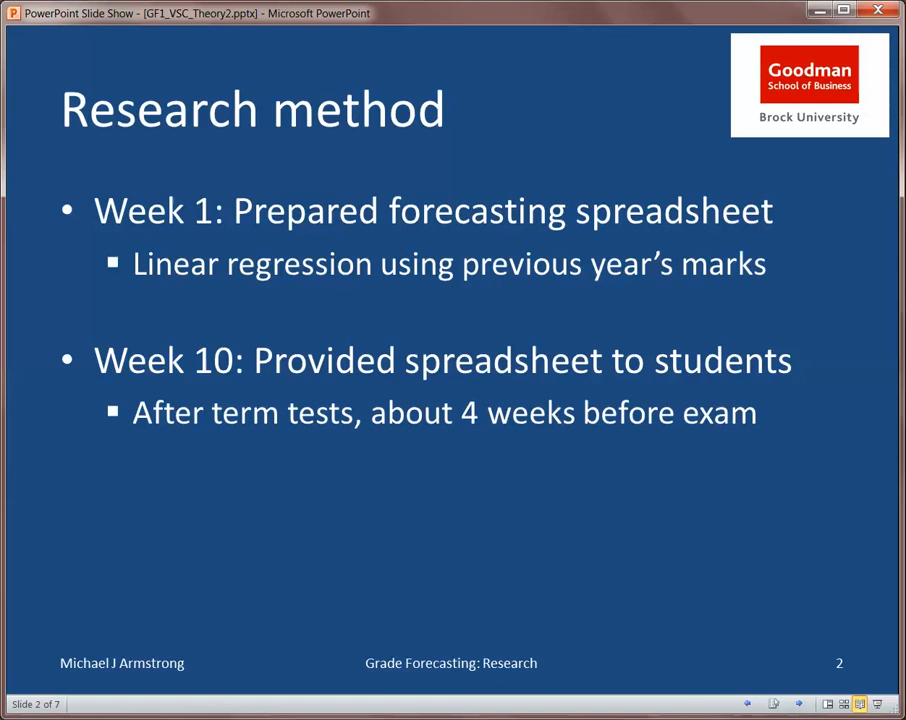 PowerPoint Slide Show - [GF1_VSC_Theory2.pptx] - Microsoft PowerPoint
Goodman
School of Business
Brock University
Research method
• Week 1: Prepared forecasting spreadsheet
▪ Linear regression using previous year’s marks
• Week 10: Provided spreadsheet to students
▪ After term tests, about 4 weeks before exam
Michael J Armstrong
Grade Forecasting: Research
2
Slide 2 of 7